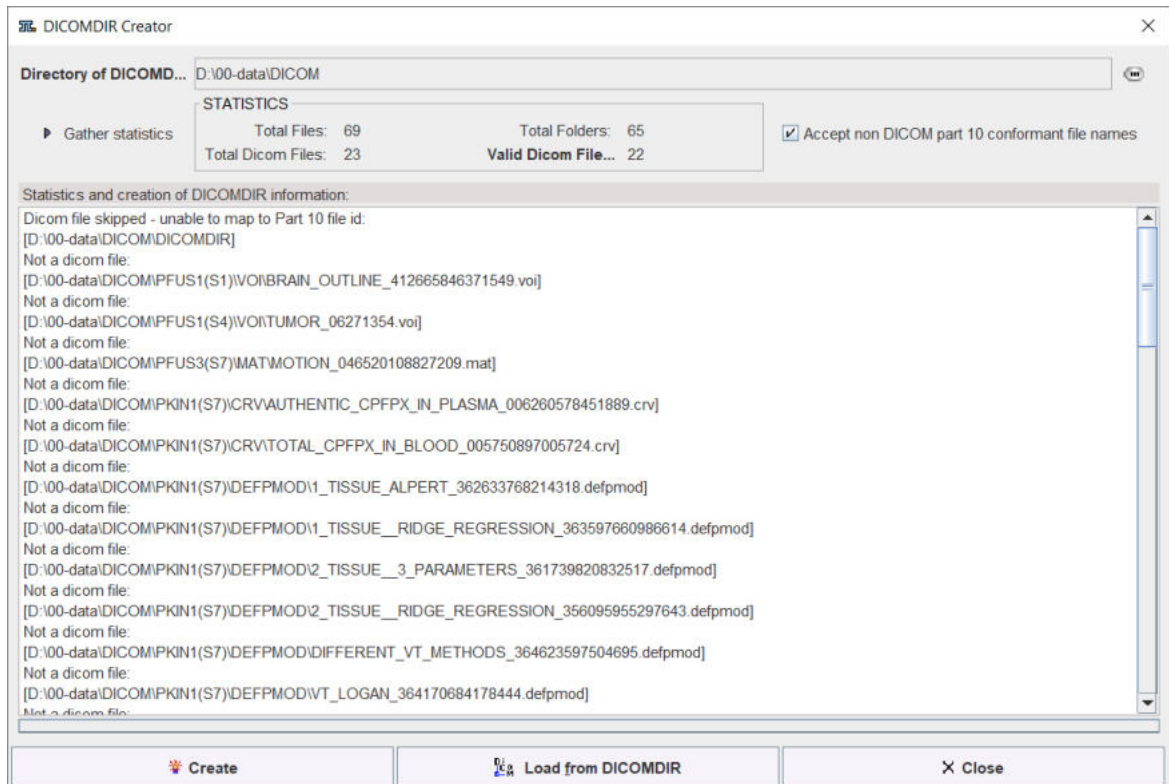 DICOMDIR Creator
Directory of DICOMD... D:\00-data\DICOM
STATISTICS
Gather statistics Total Files: 69 Total Folders: 65 Accept non DICOM part 10 conformant file names
Total Dicom Files: 23 Valid Dicom File... 22
Statistics and creation of DICOMDIR information:
Dicom file skipped - unable to map to Part 10 file id:
[D:\00-data\DICOM\DICOMDIR]
Not a dicom file:
[D:\00-data\DICOM\PFUS1(S1)\VOI\BRAIN_OUTLINE_412665846371549.voi]
Not a dicom file:
[D:\00-data\DICOM\PFUS1(S4)\VOI\TUMOR_06271354.voi]
Not a dicom file:
[D:\00-data\DICOM\PFUS3(S7)\MAT\MOTION_046520108827209.mat]
Not a dicom file:
[D:\00-data\DICOM\PKIN1(S7)\CRV\AUTHENTIC_CPFPX_IN_PLASMA_006260578451889.crv]
Not a dicom file:
[D:\00-data\DICOM\PKIN1(S7)\CRV\TOTAL_CPFPX_IN_BLOOD_005750897005724.crv]
Not a dicom file:
[D:\00-data\DICOM\PKIN1(S7)\DEFPMOD\1_TISSUE_ALPERT_362633768214318.defpmod]
Not a dicom file:
[D:\00-data\DICOM\PKIN1(S7)\DEFPMOD\1_TISSUE__RIDGE_REGRESSION_363597660986614.defpmod]
Not a dicom file:
[D:\00-data\DICOM\PKIN1(S7)\DEFPMOD\2_TISSUE__3_PARAMETERS_361739820832517.defpmod]
Not a dicom file:
[D:\00-data\DICOM\PKIN1(S7)\DEFPMOD\2_TISSUE__RIDGE_REGRESSION_356095955297643.defpmod]
Not a dicom file:
[D:\00-data\DICOM\PKIN1(S7)\DEFPMOD\DIFFERENT_VT_METHODS_364623597504695.defpmod]
Not a dicom file:
[D:\00-data\DICOM\PKIN1(S7)\DEFPMOD\VT_LOGAN_364170684178444.defpmod]
Not a dicom file:
Create Load from DICOMDIR Close